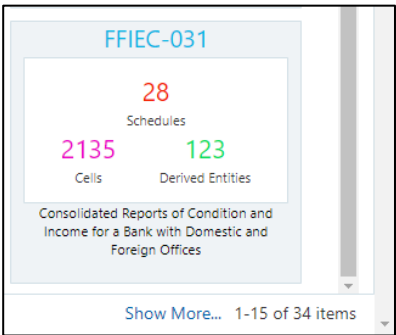 FFIEC-031
28
Schedules
2135 123
Cells Derived Entities
Consolidated Reports of Condition and
Income for a Bank with Domestic and
Foreign Offices
Show More... 1-15 of 34 items